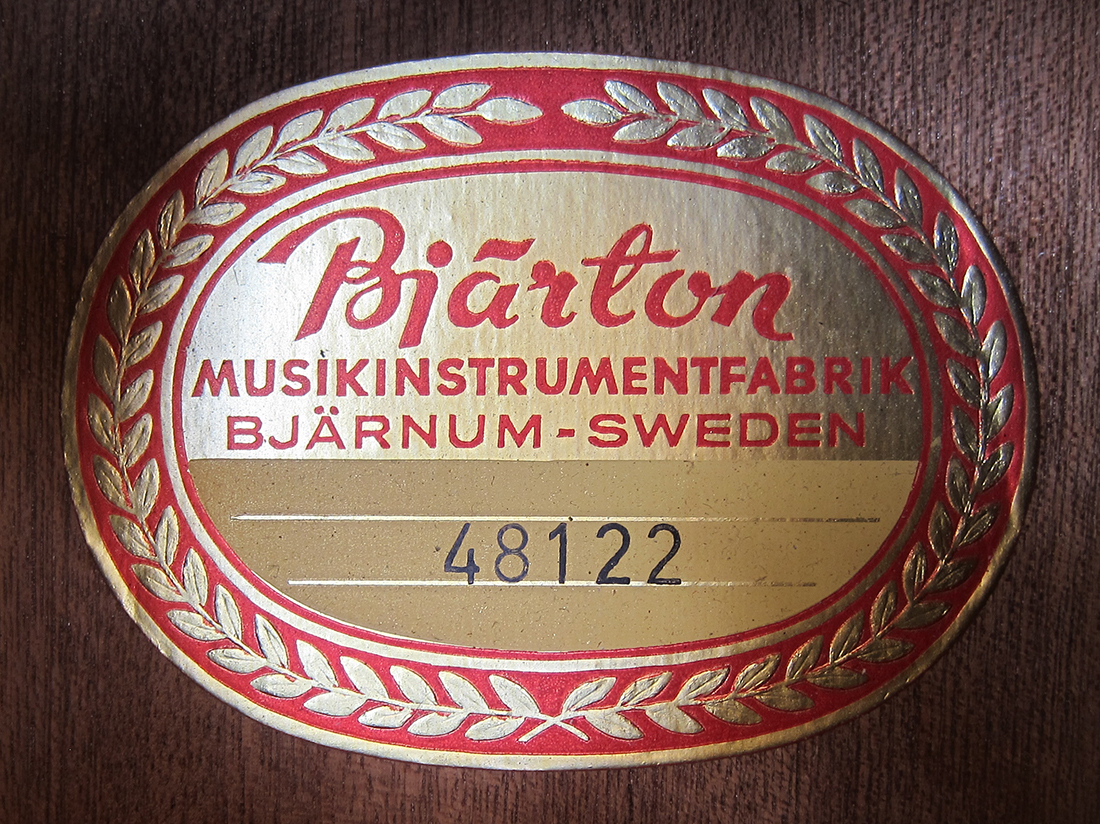 Bjärton
MUSIKINSTRUMENTFABRIK
BJÄRNUM - SWEDEN
48122